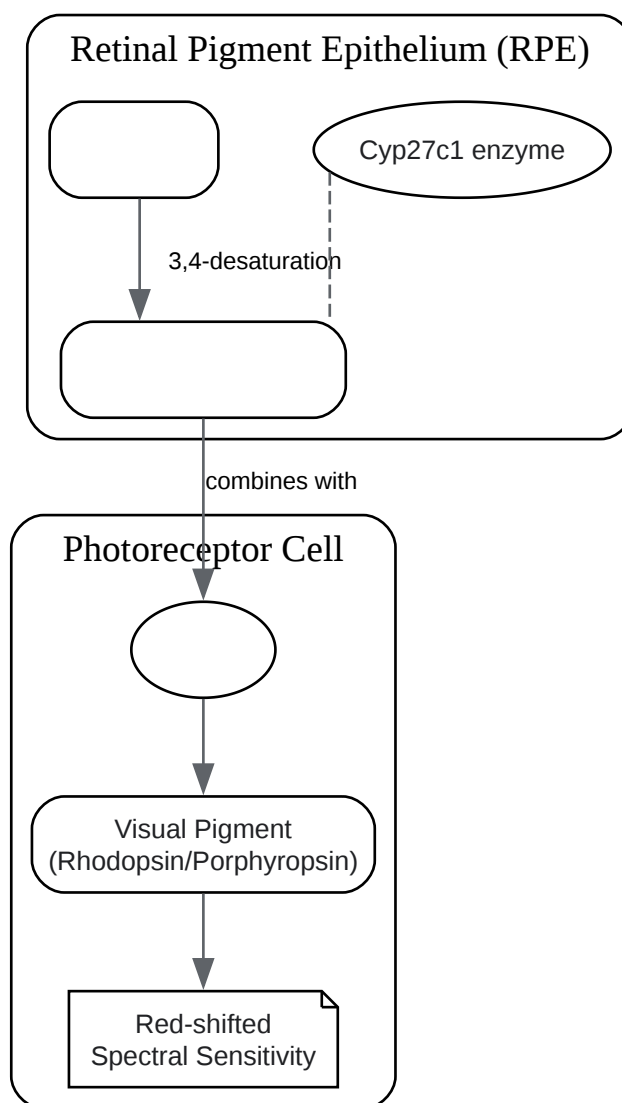 Retinal Pigment Epithelium (RPE)
Cyp27c1 enzyme
3,4-desaturation
combines with
Photoreceptor Cell
Visual Pigment
(Rhodopsin/Porphyropsin)
Red-shifted
Spectral Sensitivity